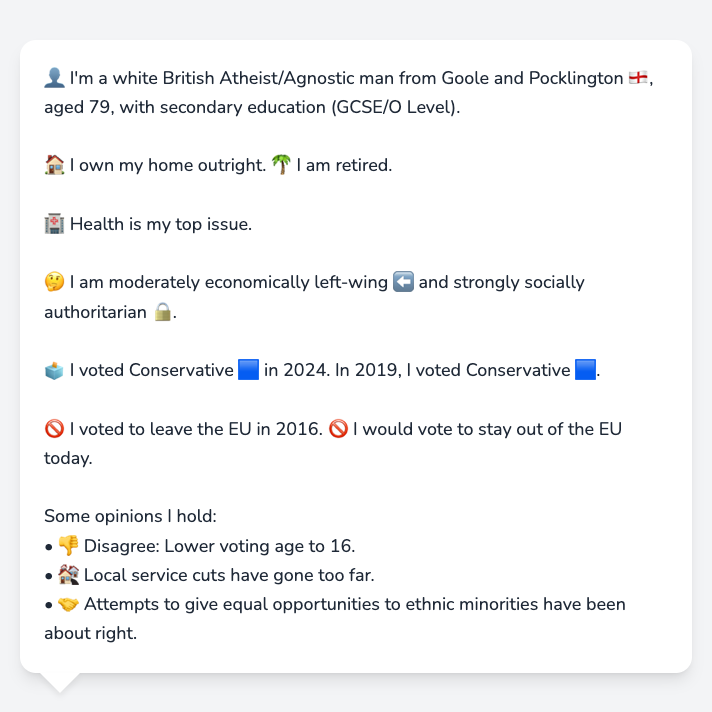 👤 I'm a white British Atheist/Agnostic man from Goole and Pocklington 🏴󠁧󠁢󠁥󠁮󠁧󠁿,
aged 79, with secondary education (GCSE/O Level).
🏠 I own my home outright. 🌴 I am retired.
🏥 Health is my top issue.
🤔 I am moderately economically left-wing ⬅️ and strongly socially
authoritarian 🔒.
🗳️ I voted Conservative 🟦 in 2024. In 2019, I voted Conservative 🟦.
🚫 I voted to leave the EU in 2016. 🚫 I would vote to stay out of the EU
today.
Some opinions I hold:
• 👎 Disagree: Lower voting age to 16.
• 🏚️ Local service cuts have gone too far.
• 🤝 Attempts to give equal opportunities to ethnic minorities have been
about right.